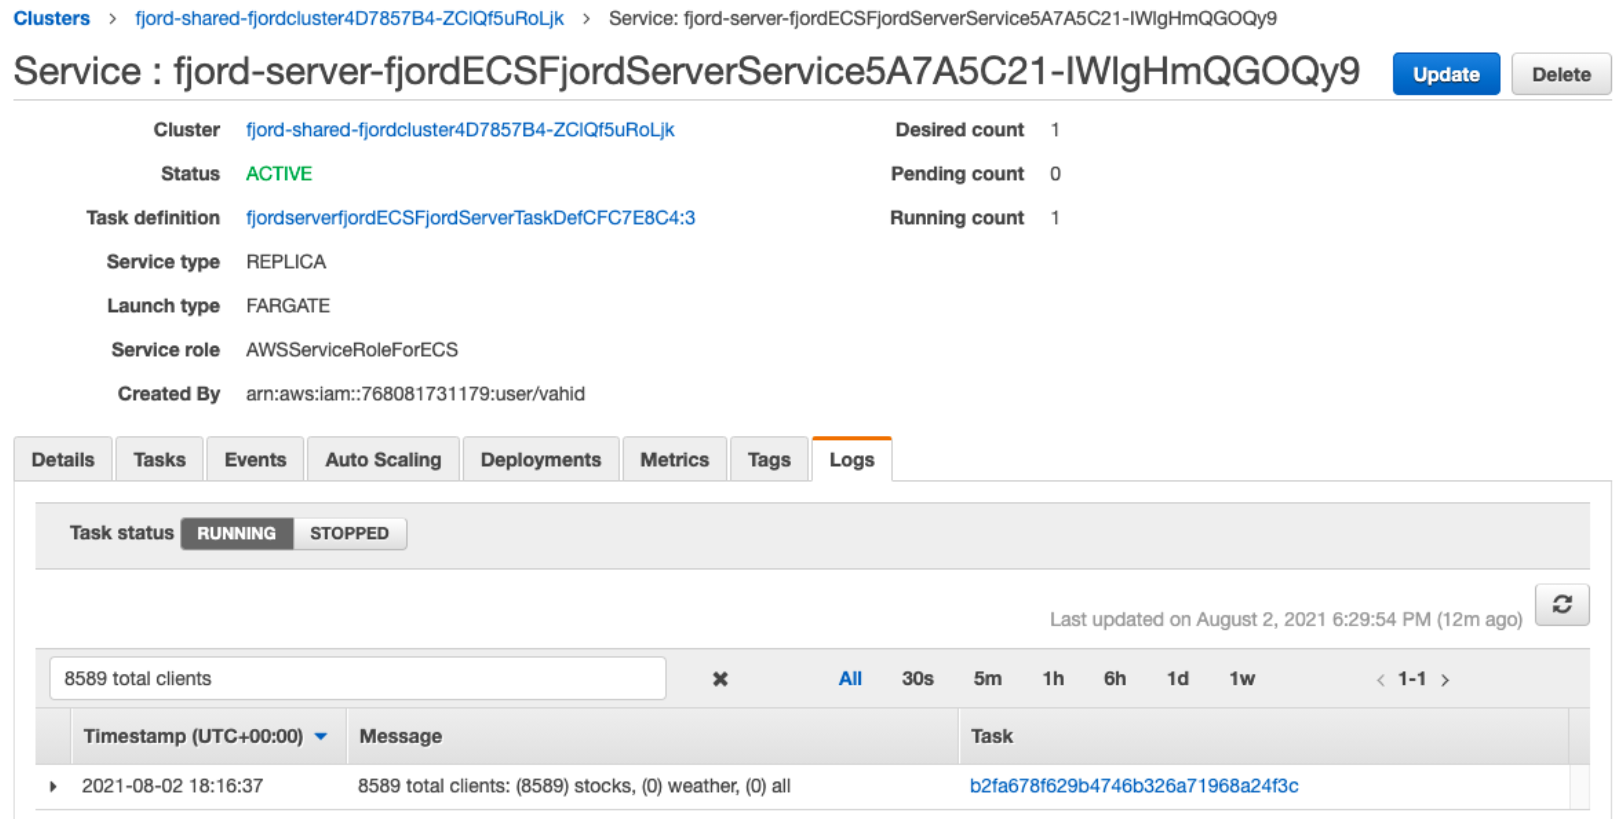 Clusters > fjord-shared-fjordcluster4D7857B4-ZClQf5uRoLjk > Service: fjord-server-fjordECSFjordServerService5A7A5C21-IWlgHmQGOQy9
Service : fjord-server-fjordECSFjordServerService5A7A5C21-IWlgHmQGOQy9 Update Delete
Cluster fjord-shared-fjordcluster4D7857B4-ZClQf5uRoLjk Desired count 1
Status ACTIVE Pending count 0
Task definition fjordserverfjordECSFjordServerTaskDefCFC7E8C4:3 Running count 1
Service type REPLICA
Launch type FARGATE
Service role AWSServiceRoleForECS
Created By arn:aws:iam::768081731179:user/vahid
Details Tasks Events Auto Scaling Deployments Metrics Tags Logs
Task status RUNNING STOPPED
Last updated on August 2, 2021 6:29:54 PM (12m ago)
8589 total clients All 30s 5m 1h 6h 1d 1w < 1-1 >
Timestamp (UTC+00:00) Message Task
2021-08-02 18:16:37 8589 total clients: (8589) stocks, (0) weather, (0) all b2fa678f629b4746b326a71968a24f3c